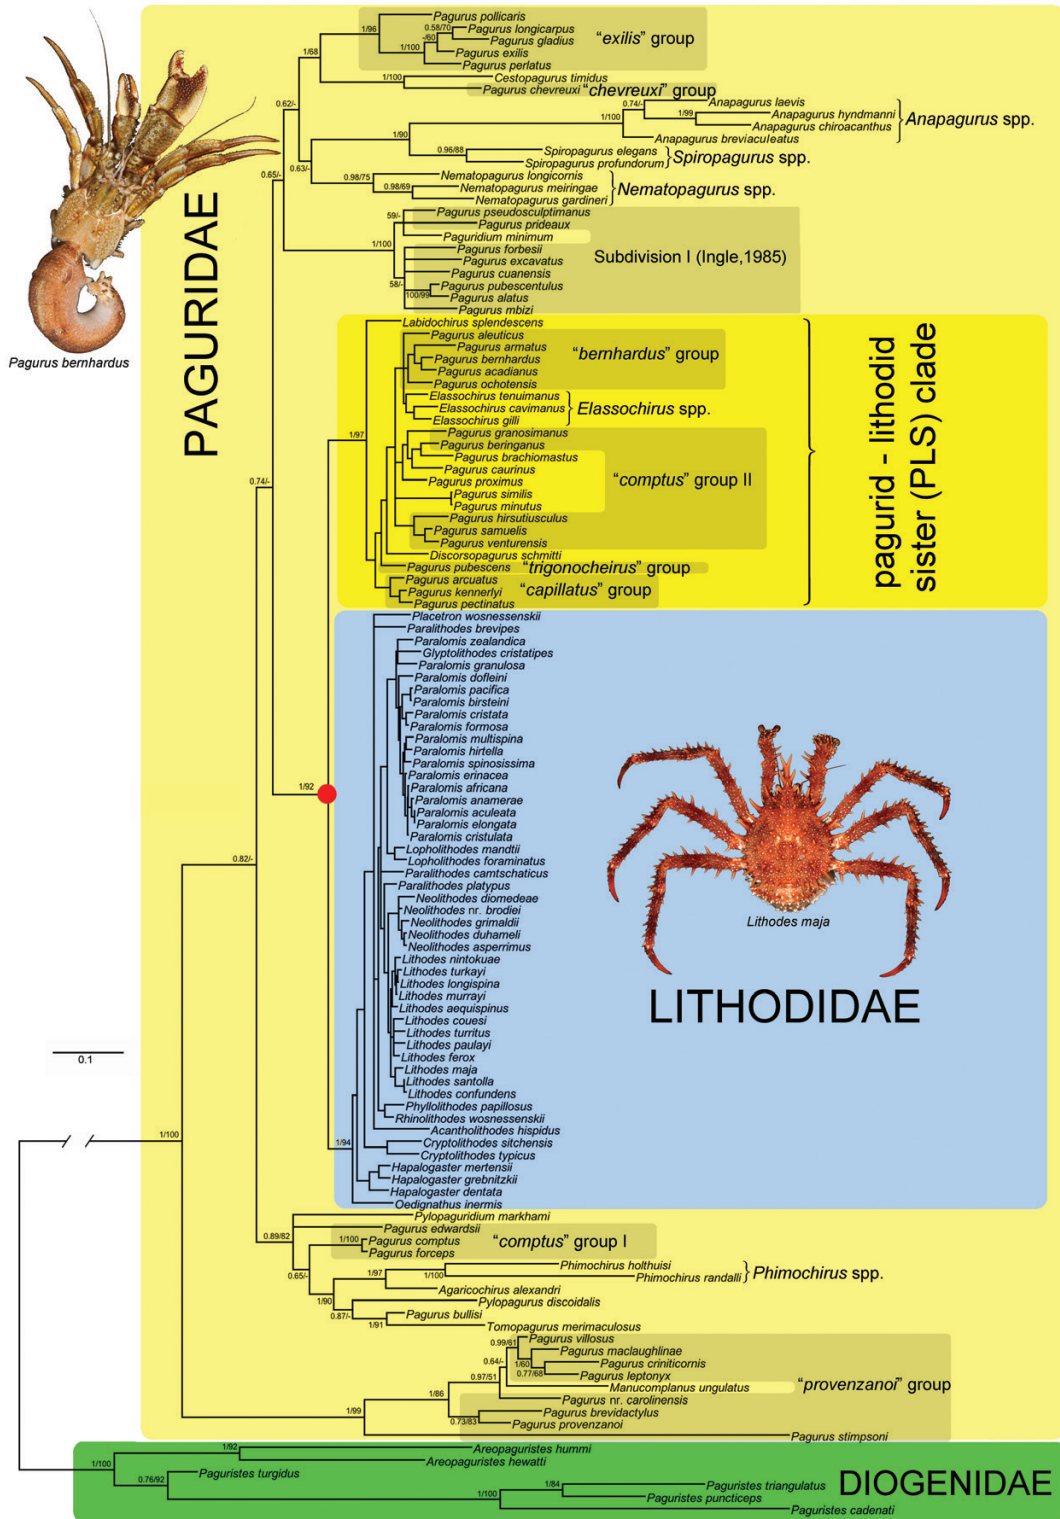 Pagurus pollicaris
1/96
0.58/70
Pagurus longicarpus
Pagurus gladius
"exilis" group
-/60
1/100
Pagurus exilis
Pagurus perlatus
1/68
1/100
Cestopagurus timidus
Pagurus chevreuxi "chevreuxi" group
0.62/-
0.74/-
Anapagurus laevis
1/99
Anapagurus hyndmanni
1/100
Anapagurus chiroacanthus
Anapagurus spp.
Anapagurus breviaculeatus
1/90
0.96/88
Spiropagurus elegans
Spiropagurus profundorum
Spiropagurus spp.
0.63/-
0.65/-
0.98/75
Nematopagurus longicornis
0.98/69
Nematopagurus meiringae
Nematopagurus spp.
Nematopagurus gardineri
59/-
Pagurus pseudosculptimanus
Pagurus prideaux
Paguridium minimum
1/100
Pagurus forbesii
Pagurus excavatus
Subdivision I (Ingle,1985)
Pagurus cuanensis
58/-
Pagurus pubescentulus
100/99
Pagurus alatus
Pagurus mbizi
PAGURIDAE
Pagurus bernhardus
Labidochirus splendescens
Pagurus aleuticus
Pagurus armatus
"bernhardus" group
Pagurus bernhardus
Pagurus acadianus
Pagurus ochotensis
Elassochirus tenuimanus
Elassochirus cavimanus
Elassochirus spp.
Elassochirus gilli
1/97
Pagurus granosimanus
Pagurus beringanus
Pagurus brachiomastus
Pagurus caurinus
"comptus" group II
Pagurus proximus
Pagurus similis
Pagurus minutus
Pagurus hirsutiusculus
Pagurus samuelis
Pagurus venturensis
Discorsopagurus schmitti
Pagurus pubescens "trigonocheirus" group
Pagurus arcuatus
Pagurus kennerlyi
"capillatus" group
Pagurus pectinatus
pagurid - lithodid
sister (PLS) clade
0.74/-
Placetron wosnessenskii
Paralithodes brevipes
Paralomis zealandica
Glyptolithodes cristatipes
Paralomis granulosa
Paralomis dofleini
Paralomis pacifica
Paralomis birsteini
Paralomis cristata
Paralomis formosa
Paralomis multispina
Paralomis hirtella
Paralomis spinosissima
Paralomis erinacea
1/92
Paralomis africana
Paralomis anamerae
Paralomis aculeata
Paralomis elongata
Paralomis cristulata
Lopholithodes mandtii
0.82/-
Lopholithodes foraminatus
Paralithodes camtschaticus
Paralithodes platypus
Neolithodes diomedeae
Neolithodes nr. brodiei
Neolithodes grimaldii
Neolithodes duhameli
Neolithodes asperrimus
Lithodes maja
Lithodes nintokuae
Lithodes turkayi
Lithodes longispina
Lithodes murrayi
LITHODIDAE
Lithodes aequispinus
Lithodes couesi
Lithodes turritus
Lithodes paulayi
Lithodes ferox
0.1
Lithodes maja
Lithodes santolla
Lithodes confundens
Phyllolithodes papillosus
Rhinolithodes wosnessenskii
Acantholithodes hispidus
1/100
1/94
Cryptolithodes sitchensis
Cryptolithodes typicus
Hapalogaster mertensii
Hapalogaster grebnitzkii
Hapalogaster dentata
Oedignathus inermis
Pylopaguridium markhami
Pagurus edwardsii
0.89/82
1/100
Pagurus comptus
"comptus" group I
Pagurus forceps
0.65/-
Phimochirus holthuisi
1/97
1/100
Phimochirus randalli
Phimochirus spp.
Agaricochirus alexandri
1/90
Pylopagurus discoidalis
0.87/-
Pagurus bullisi
1/91
Tomopagurus merimaculosus
0.99/61
Pagurus villosus
Pagurus maclaughlinae
0.64/-
1/60
Pagurus criniticornis
0.77/68
Pagurus leptonyx
0.97/51
Manucomplanus ungulatus
"provenzanoi" group
1/86
Pagurus nr. carolinensis
Pagurus brevidactylus
0.73/83
Pagurus provenzanoi
1/99
Pagurus stimpsoni
1/92
Areopaguristes hummi
Areopaguristes hewatti
1/100
Paguristes turgidus
0.76/92
1/84
Paguristes triangulatus
DIOGENIDAE
1/100
Paguristes puncticeps
Paguristes cadenati